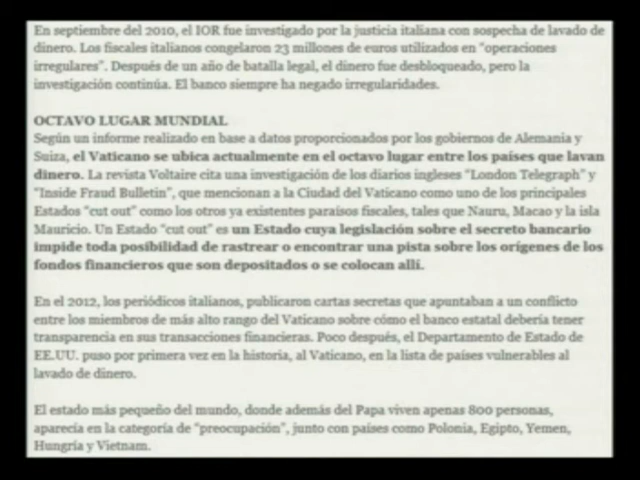 En septiembre del 2010, el IOR fue investigado por la justicia italiana con sospecha de lavado de
dinero. Los fiscales italianos congelaron 23 millones de euros utilizados en "operaciones
irregulares". Después de un año de batalla legal, el dinero fue desbloqueado, pero la
investigación continúa. El banco siempre ha negado irregularidades.
OCTAVO LUGAR MUNDIAL
Según un informe realizado en base a datos proporcionados por los gobiernos de Alemania y
Suiza, el Vaticano se ubica actualmente en el octavo lugar entre los países que lavan
dinero. La revista Voltaire cita una investigación de los diarios ingleses "London Telegraph" y
"Inside Fraud Bulletin", que mencionan a la Ciudad del Vaticano como uno de los principales
Estados "cut out" como los otros ya existentes paraísos fiscales, tales que Nauru, Macao y la isla
Mauricio. Un Estado "cut out" es un Estado cuya legislación sobre el secreto bancario
impide toda posibilidad de rastrear o encontrar una pista sobre los orígenes de los
fondos financieros que son depositados o se colocan allí.
En el 2012, los periódicos italianos, publicaron cartas secretas que apuntaban a un conflicto
entre los miembros de más alto rango del Vaticano sobre cómo el banco estatal debería tener
transparencia en sus transacciones financieras. Poco después, el Departamento de Estado de
EE.UU. puso por primera vez en la historia, al Vaticano, en la lista de países vulnerables al
lavado de dinero.
El estado más pequeño del mundo, donde además del Papa viven apenas 800 personas,
aparecía en la categoría de "preocupación", junto con países como Polonia, Egipto, Yemen,
Hungría y Vietnam.